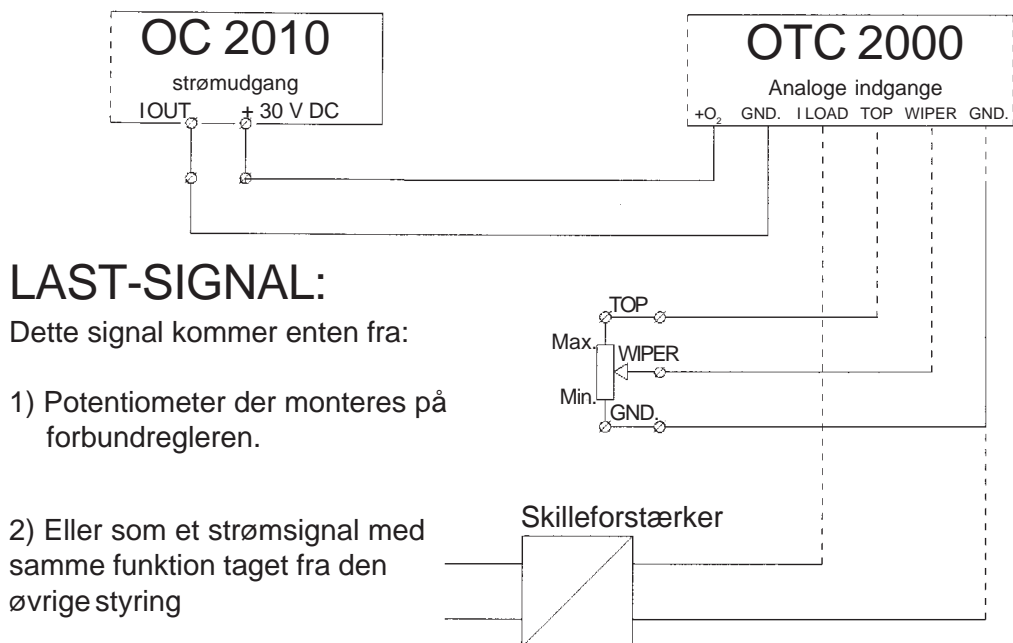 OC 2010
strømudgang
IOUT + 30 V DC
OTC 2000
Analoge indgange
+O₂ GND. I LOAD TOP WIPER GND.
LAST-SIGNAL:
Dette signal kommer enten fra:
1) Potentiometer der monteres på
forbundregleren.
2) Eller som et strømsignal med
samme funktion taget fra den
øvrige styring
TOP
Max.
WIPER
Min.
GND.
Skilleforstærker